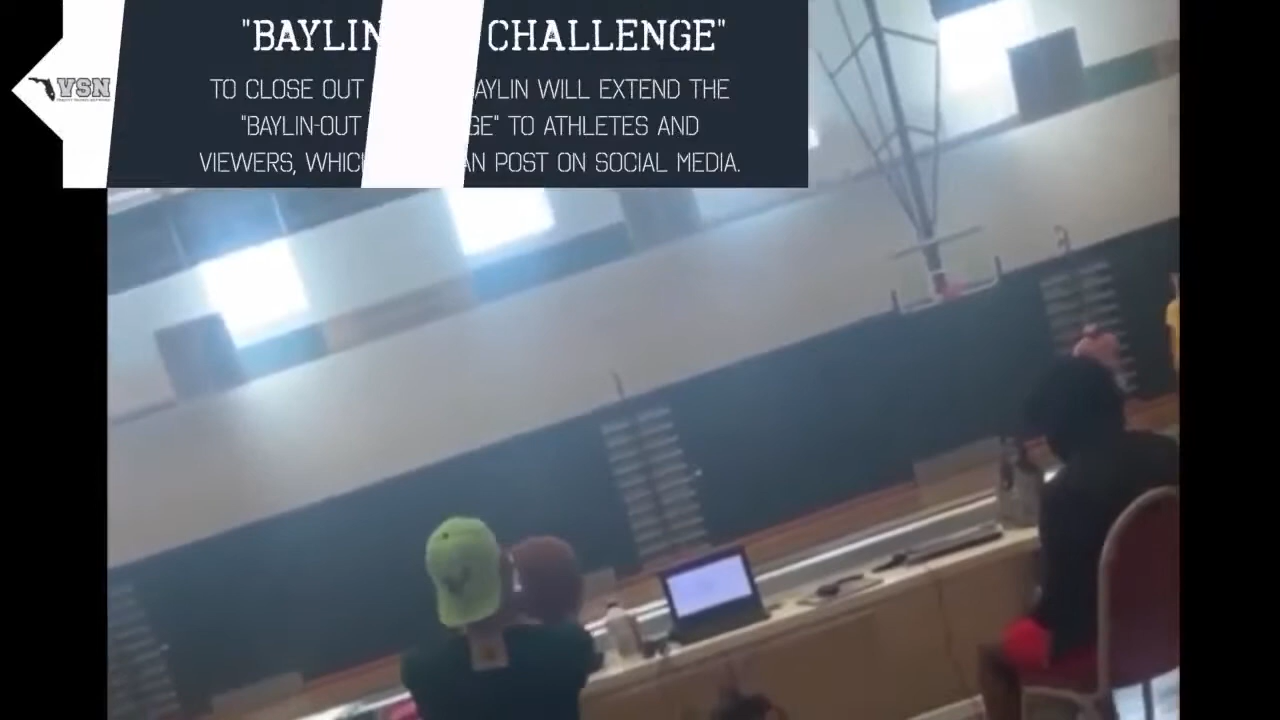 "BAYLIN CHALLENGE"
TO CLOSE OUT AYLIN WILL EXTEND THE
"BAYLIN-OUT GE" TO ATHLETES AND
VIEWERS, WHIC AN POST ON SOCIAL MEDIA.
YSN